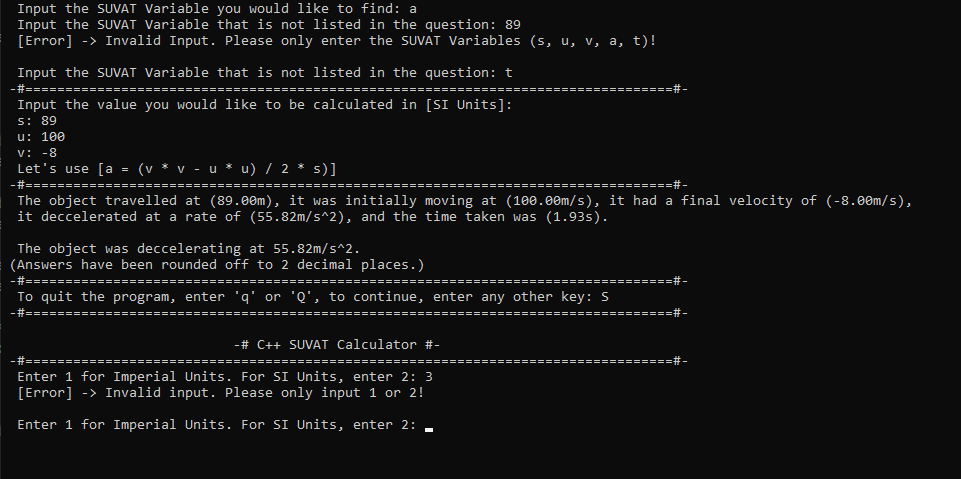 Input the SUVAT Variable you would like to find: a
Input the SUVAT Variable that is not listed in the question: 89
[Error] -> Invalid Input. Please only enter the SUVAT Variables (s, u, v, a, t)!
Input the SUVAT Variable that is not listed in the question: t
-#=================================================================================#-
Input the value you would like to be calculated in [SI Units]:
s: 89
u: 100
v: -8
Let's use [a = (v * v - u * u) / 2 * s)]
-#=================================================================================#-
The object travelled at (89.00m), it was initially moving at (100.00m/s), it had a final velocity of (-8.00m/s),
it deccelerated at a rate of (55.82m/s^2), and the time taken was (1.93s).
The object was deccelerating at 55.82m/s^2.
(Answers have been rounded off to 2 decimal places.)
-#=================================================================================#-
To quit the program, enter 'q' or 'Q', to continue, enter any other key: S
-#=================================================================================#-
-# C++ SUVAT Calculator #-
-#=================================================================================#-
Enter 1 for Imperial Units. For SI Units, enter 2: 3
[Error] -> Invalid input. Please only input 1 or 2!
Enter 1 for Imperial Units. For SI Units, enter 2: